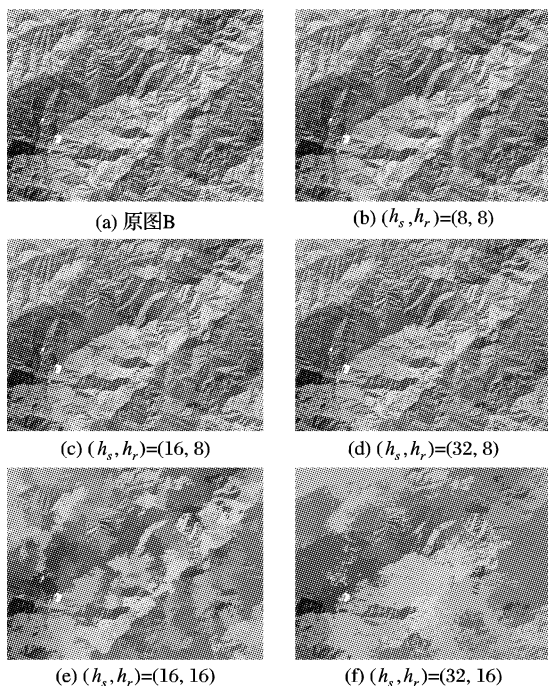 (a) 原图B
(b) (hs,hr)=(8, 8)
(c) (hs,hr)=(16, 8)
(d) (hs,hr)=(32, 8)
(e) (hs,hr)=(16, 16)
(f) (hs,hr)=(32, 16)